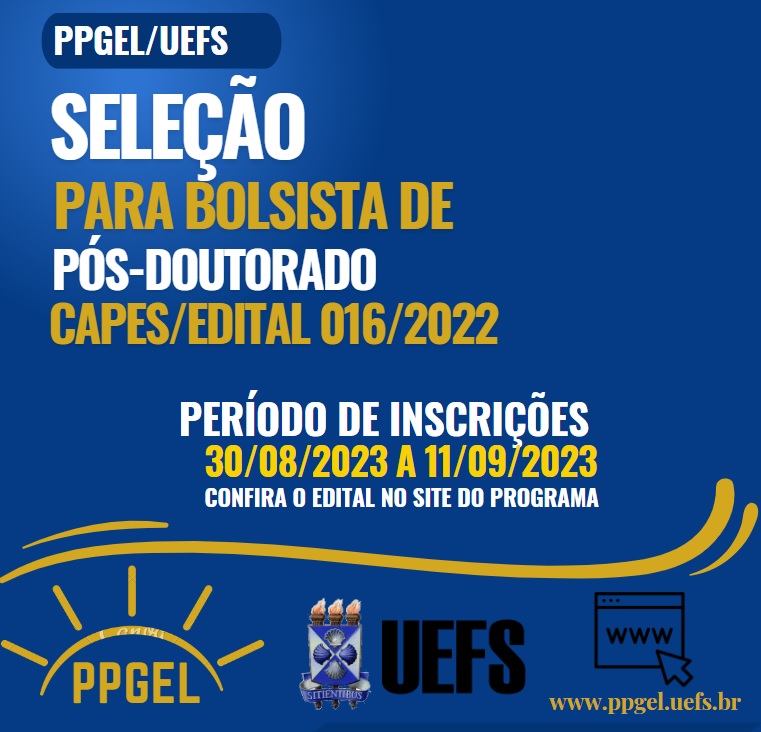 PPGEL/UEFS
SELEÇÃO
PARA BOLSISTA DE
PÓS-DOUTORADO
CAPES/EDITAL 016/2022
PERÍODO DE INSCRIÇÕES
30/08/2023 A 11/09/2023
CONFIRA O EDITAL NO SITE DO PROGRAMA
PPGEL
SITIENTIBUS
UEFS
WWW
www.ppgel.uefs.br